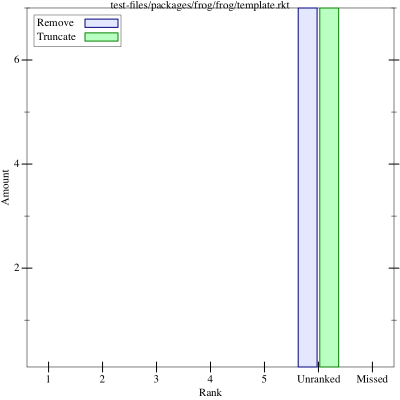 test-files/packages/frog/frog/template.rkt
Remove
Truncate
6
4
2
Amount
1 2 3 4 5 Unranked Missed
Rank